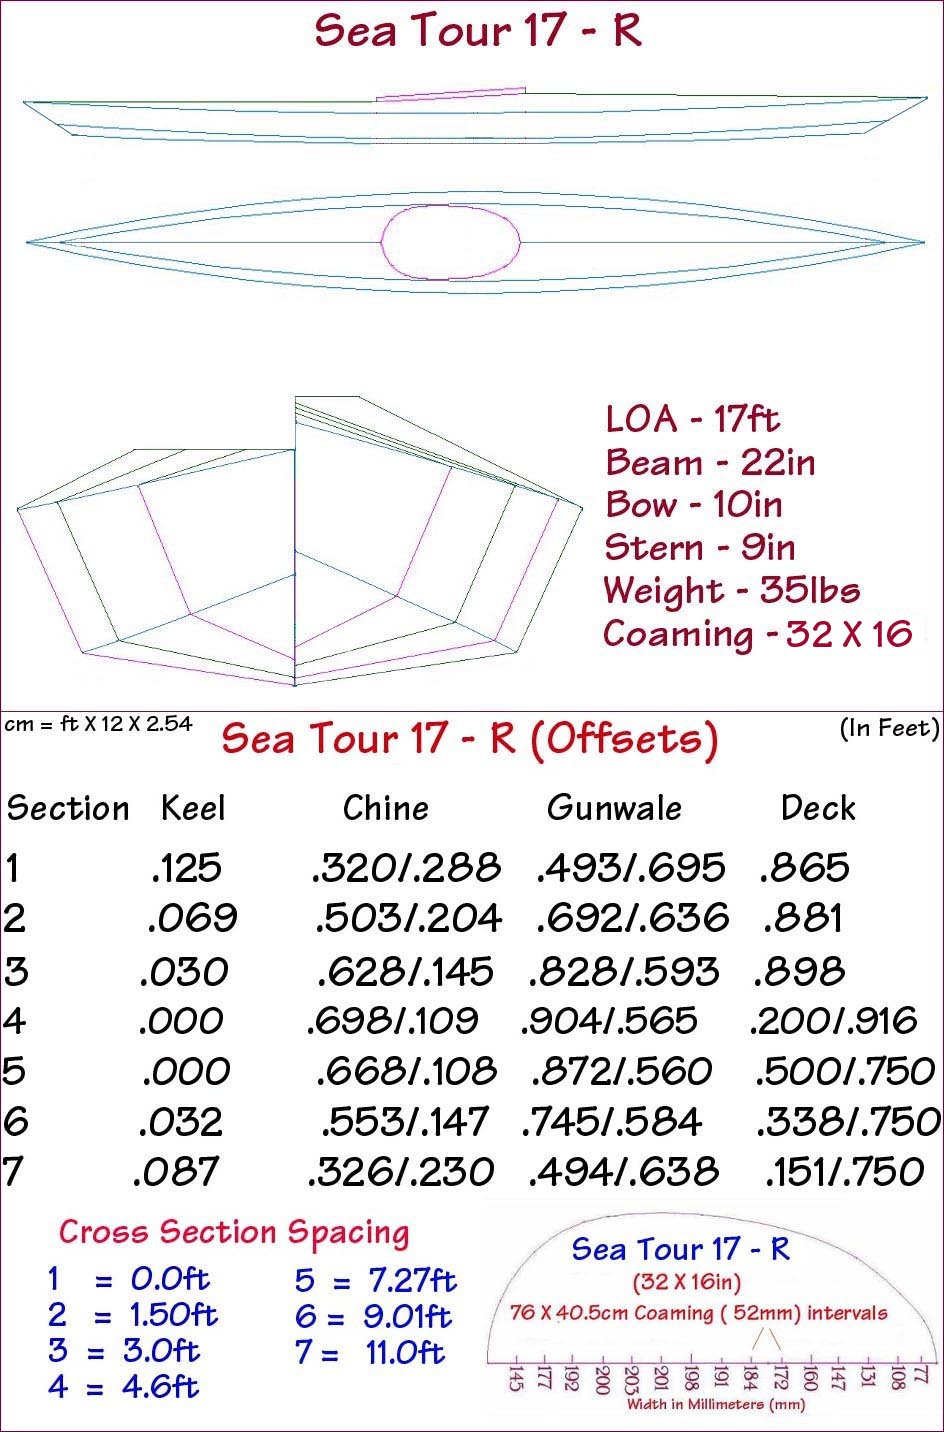 Sea Tour 17 - R
LOA - 17ft
Beam - 22in
Bow - 10in
Stern - 9in
Weight - 35lbs
Coaming - 32 X 16
cm = ft X 12 X 2.54
Sea Tour 17 - R (Offsets)
(In Feet)
Section Keel Chine Gunwale Deck
1 .125 .320/.288 .493/.695 .865
2 .069 .503/.204 .692/.636 .881
3 .030 .628/.145 .828/.593 .898
4 .000 .698/.109 .904/.565 .200/.916
5 .000 .668/.108 .872/.560 .500/.750
6 .032 .553/.147 .745/.584 .338/.750
7 .087 .326/.230 .494/.638 .151/.750
Cross Section Spacing
1 = 0.0ft
2 = 1.50ft
3 = 3.0ft
4 = 4.6ft
5 = 7.27ft
6 = 9.01ft
7 = 11.0ft
Sea Tour 17 - R
(32 X 16in)
76 X 40.5cm Coaming ( 52mm) intervals
145 177 192 200 203 201 198 191 184 172 160 147 131 108 77
Width in Millimeters (mm)